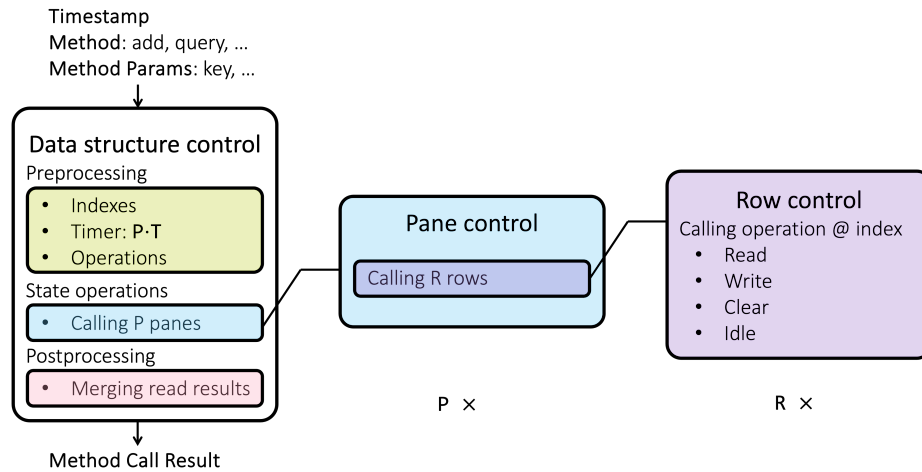 Timestamp
Method: add, query, ...
Method Params: key, ...
Data structure control
Preprocessing
• Indexes
• Timer: P·T
• Operations
State operations
• Calling P panes
Postprocessing
• Merging read results
Method Call Result
Pane control
Calling R rows
P ×
Row control
Calling operation @ index
• Read
• Write
• Clear
• Idle
R ×